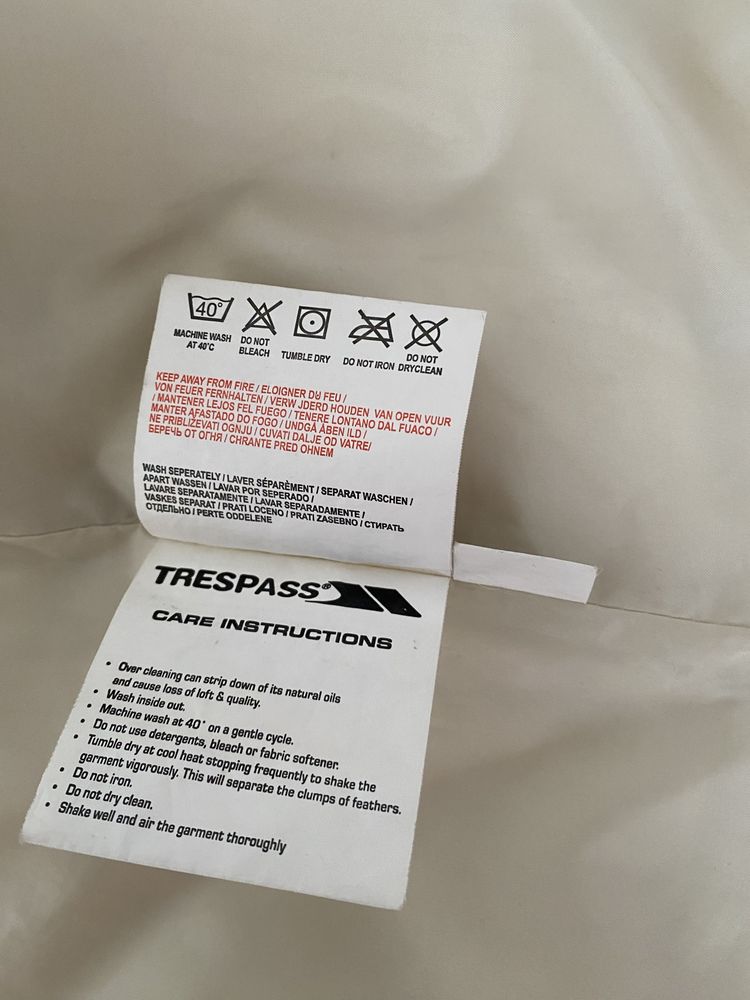 40°
MACHINE WASH
AT 40°C
DO NOT
BLEACH
TUMBLE DRY
DO NOT IRON
DO NOT
DRYCLEAN
KEEP AWAY FROM FIRE / ELOIGNER DU FEU /
VON FEUER FERNHALTEN / VERW JDERD HOUDEN VAN OPEN VUUR
/ MANTENER LEJOS FEL FUEGO / TENERE LONTANO DAL FUACO /
MANTER AFASTADO DO FOGO / UNDGÅ ÅBEN ILD /
NE PRIBLIŽEVATI OGNJU / CUVATI DALJE OD VATRE/
БЕРЕЧЬ ОТ ОГНЯ / CHRANTE PRED OHNEM
WASH SEPERATELY / LAVER SÉPARÈMENT / SEPARAT WASCHEN /
APART WASSEN / LAVAR POR SEPERADO /
LAVARE SEPARATAMENTE / LAVAR SEPARADAMENTE /
VASKES SEPARAT / PRATI LOCENO / PRATI ZASEBNO / СТИРАТЬ
ОТДЕЛЬНО / PERTE ODDELENE
TRESPASS®
CARE INSTRUCTIONS
• Over cleaning can strip down of its natural oils
and cause loss of loft & quality.
• Wash inside out.
• Machine wash at 40° on a gentle cycle.
• Do not use detergents, bleach or fabric softener.
• Tumble dry at cool heat stopping frequently to shake the
garment vigorously. This will separate the clumps of feathers.
• Do not iron.
• Do not dry clean.
• Shake well and air the garment thoroughly